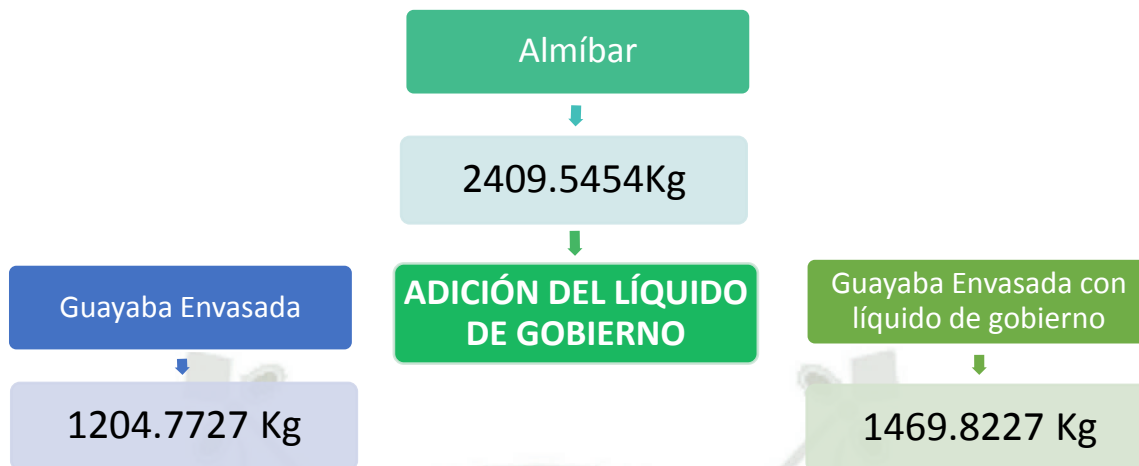 Almíbar
2409.5454Kg
Guayaba Envasada
1204.7727 Kg
ADICIÓN DEL LÍQUIDO
DE GOBIERNO
Guayaba Envasada con
líquido de gobierno
1469.8227 Kg